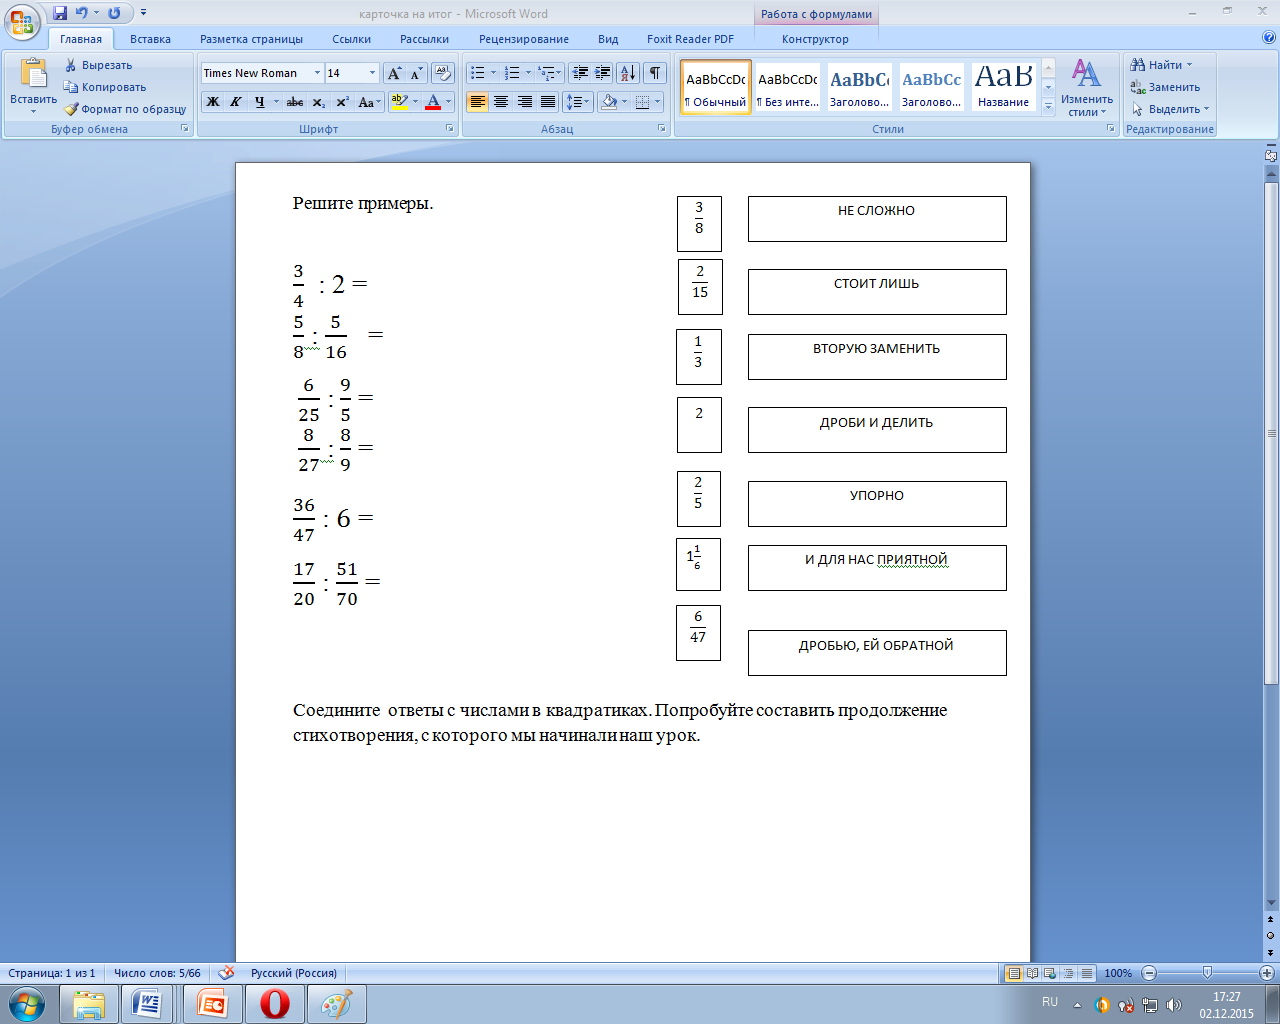 карточка на итог - Microsoft Word
Работа с формулами
Главная Вставка Разметка страницы Ссылки Рассылки Рецензирование Вид Foxit Reader PDF Конструктор
Вставить
Вырезать
Копировать
Формат по образцу
Буфер обмена
Times New Roman 14
Ж К Ч abc x₂ x² Aa
Шрифт
Абзац
AaBbCcDc AaBbCcDc AaBbCc AaBbCc AaB
¶ Обычный ¶ Без инте... Заголово... Заголово... Название
Изменить стили
Стили
Найти
Заменить
Выделить
Редактирование
Решите примеры.
3/4 : 2 =
5/8 : 5/16 =
6/25 : 9/5 =
8/27 : 8/9 =
36/47 : 6 =
17/20 : 51/70 =
3/8 НЕ СЛОЖНО
2/15 СТОИТ ЛИШЬ
1/3 ВТОРУЮ ЗАМЕНИТЬ
2 ДРОБИ И ДЕЛИТЬ
2/5 УПОРНО
1 1/6 И ДЛЯ НАС ПРИЯТНОЙ
6/47 ДРОБЬЮ, ЕЙ ОБРАТНОЙ
Соедините ответы с числами в квадратиках. Попробуйте составить продолжение
стихотворения, с которого мы начинали наш урок.
Страница: 1 из 1 Число слов: 5/66 Русский (Россия) 100%
RU 17:27
02.12.2015